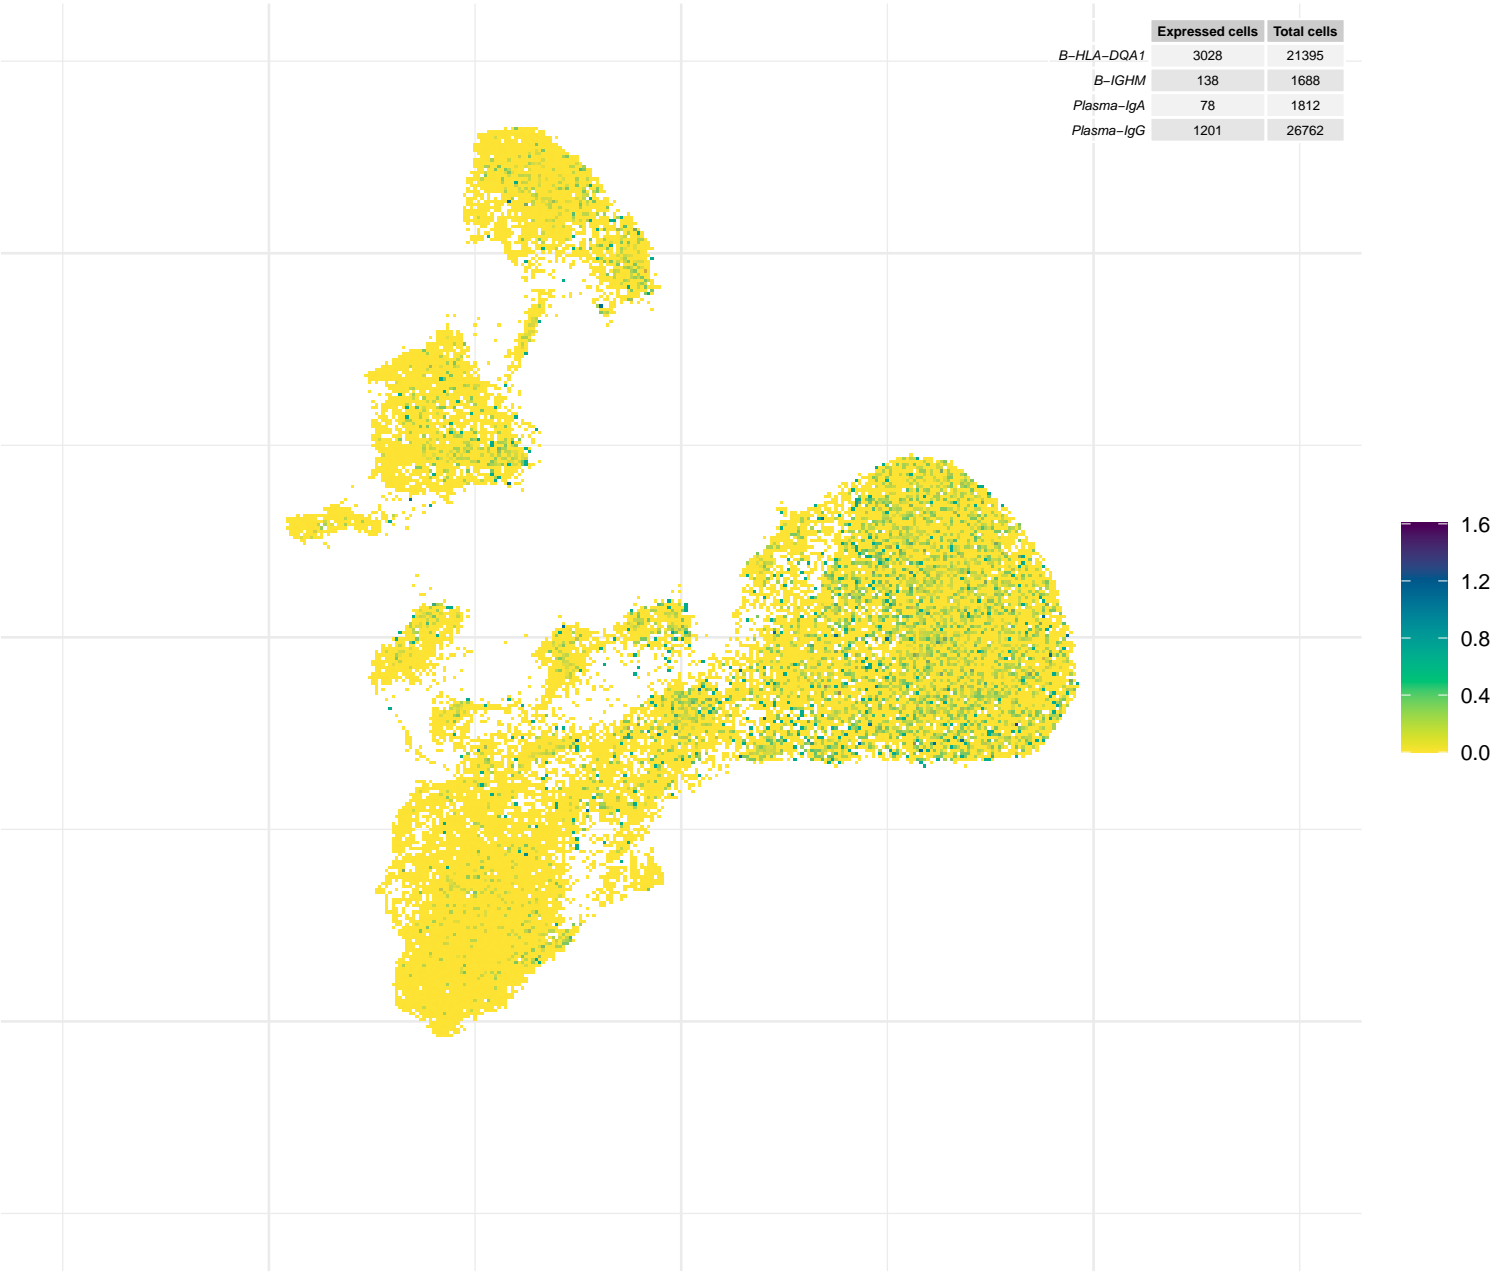 Expressed cells Total cells
B−HLA−DQA1 3028 21395
B−IGHM 138 1688
Plasma−IgA 78 1812
Plasma−IgG 1201 26762
1.6
1.2
0.8
0.4
0.0